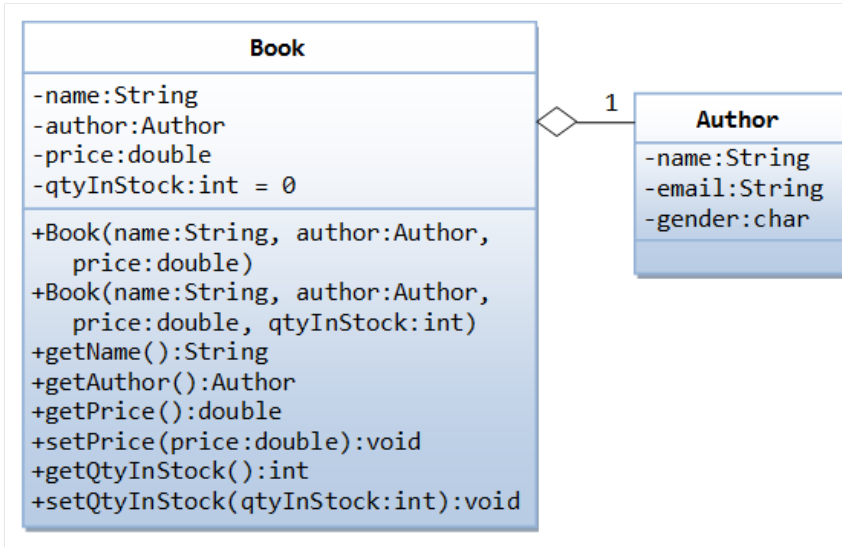 Book
-name:String
-author:Author
-price:double
-qtyInStock:int = 0
+Book(name:String, author:Author,
price:double)
+Book(name:String, author:Author,
price:double, qtyInStock:int)
+getName():String
+getAuthor():Author
+getPrice():double
+setPrice(price:double):void
+getQtyInStock():int
+setQtyInStock(qtyInStock:int):void
1
Author
-name:String
-email:String
-gender:char